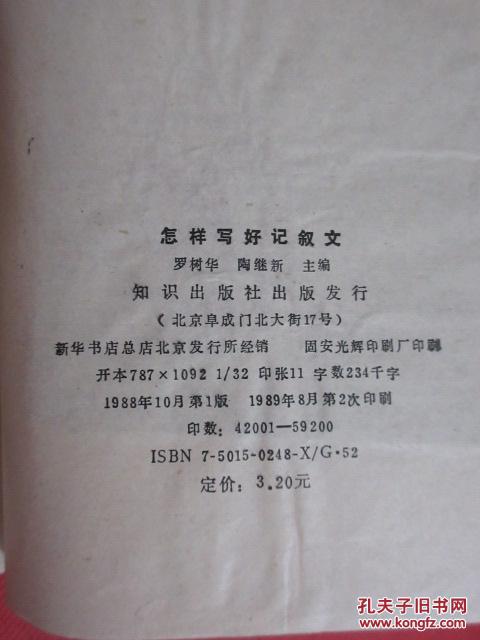 怎样写好记叙文
罗树华 陶继新 主编
知识出版社出版发行
（北京阜成门北大街17号）
新华书店总店北京发行所经销 固安光辉印刷厂印刷
开本787×1092 1/32 印张11 字数234千字
1988年10月第1版 1989年8月第2次印刷
印数：42001—59200
ISBN 7-5015-0248-X/G·52
定价：3.20元
孔夫子旧书网
www.kongfz.com